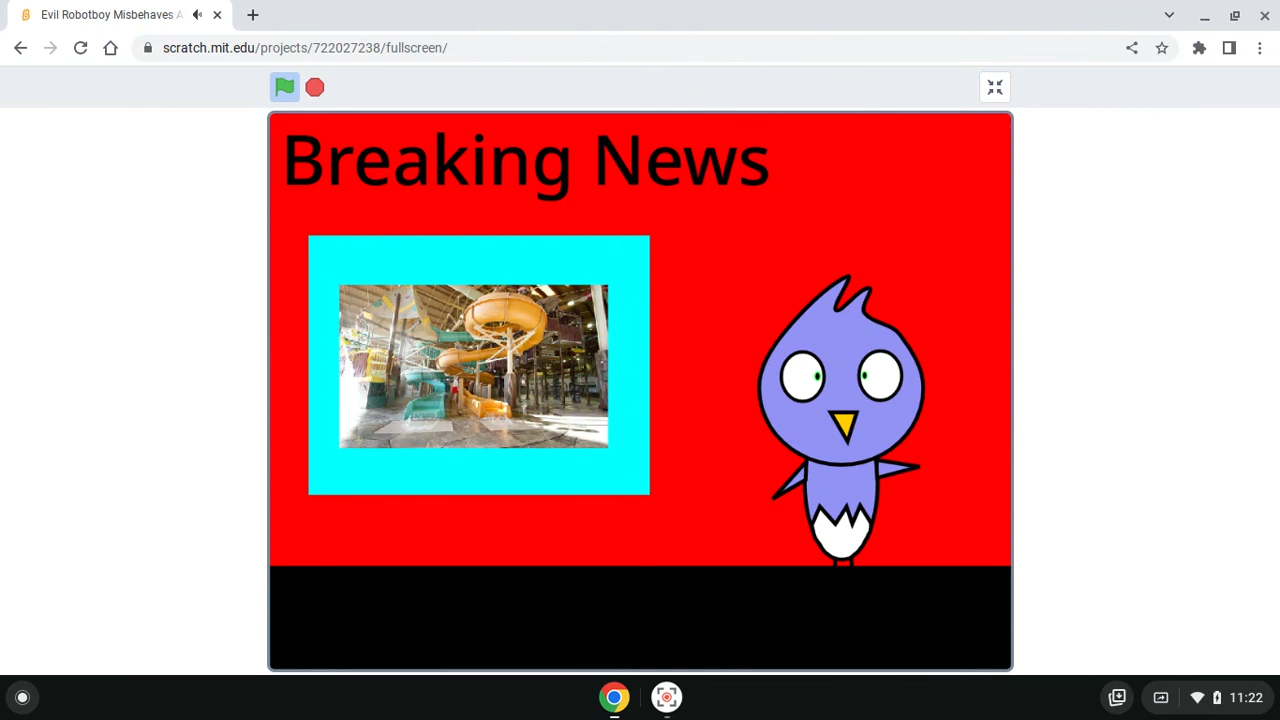 Evil Robotboy Misbehaves A
scratch.mit.edu/projects/722027238/fullscreen/
Breaking News
11:22